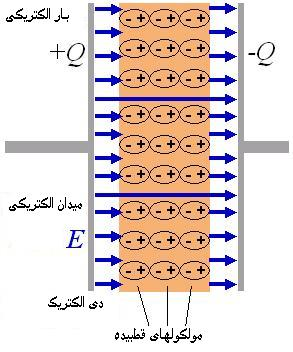 بار الکتریکی
+Q
-Q
میدان الکتریکی
E
دی الکتریک
مولکولهای قطبیده
- + - + - +
- + - + - +
- + - + - +
- + - + - +
- + - + - +
- + - + - +
- + - + - +
- + - + - +
- + - + - +